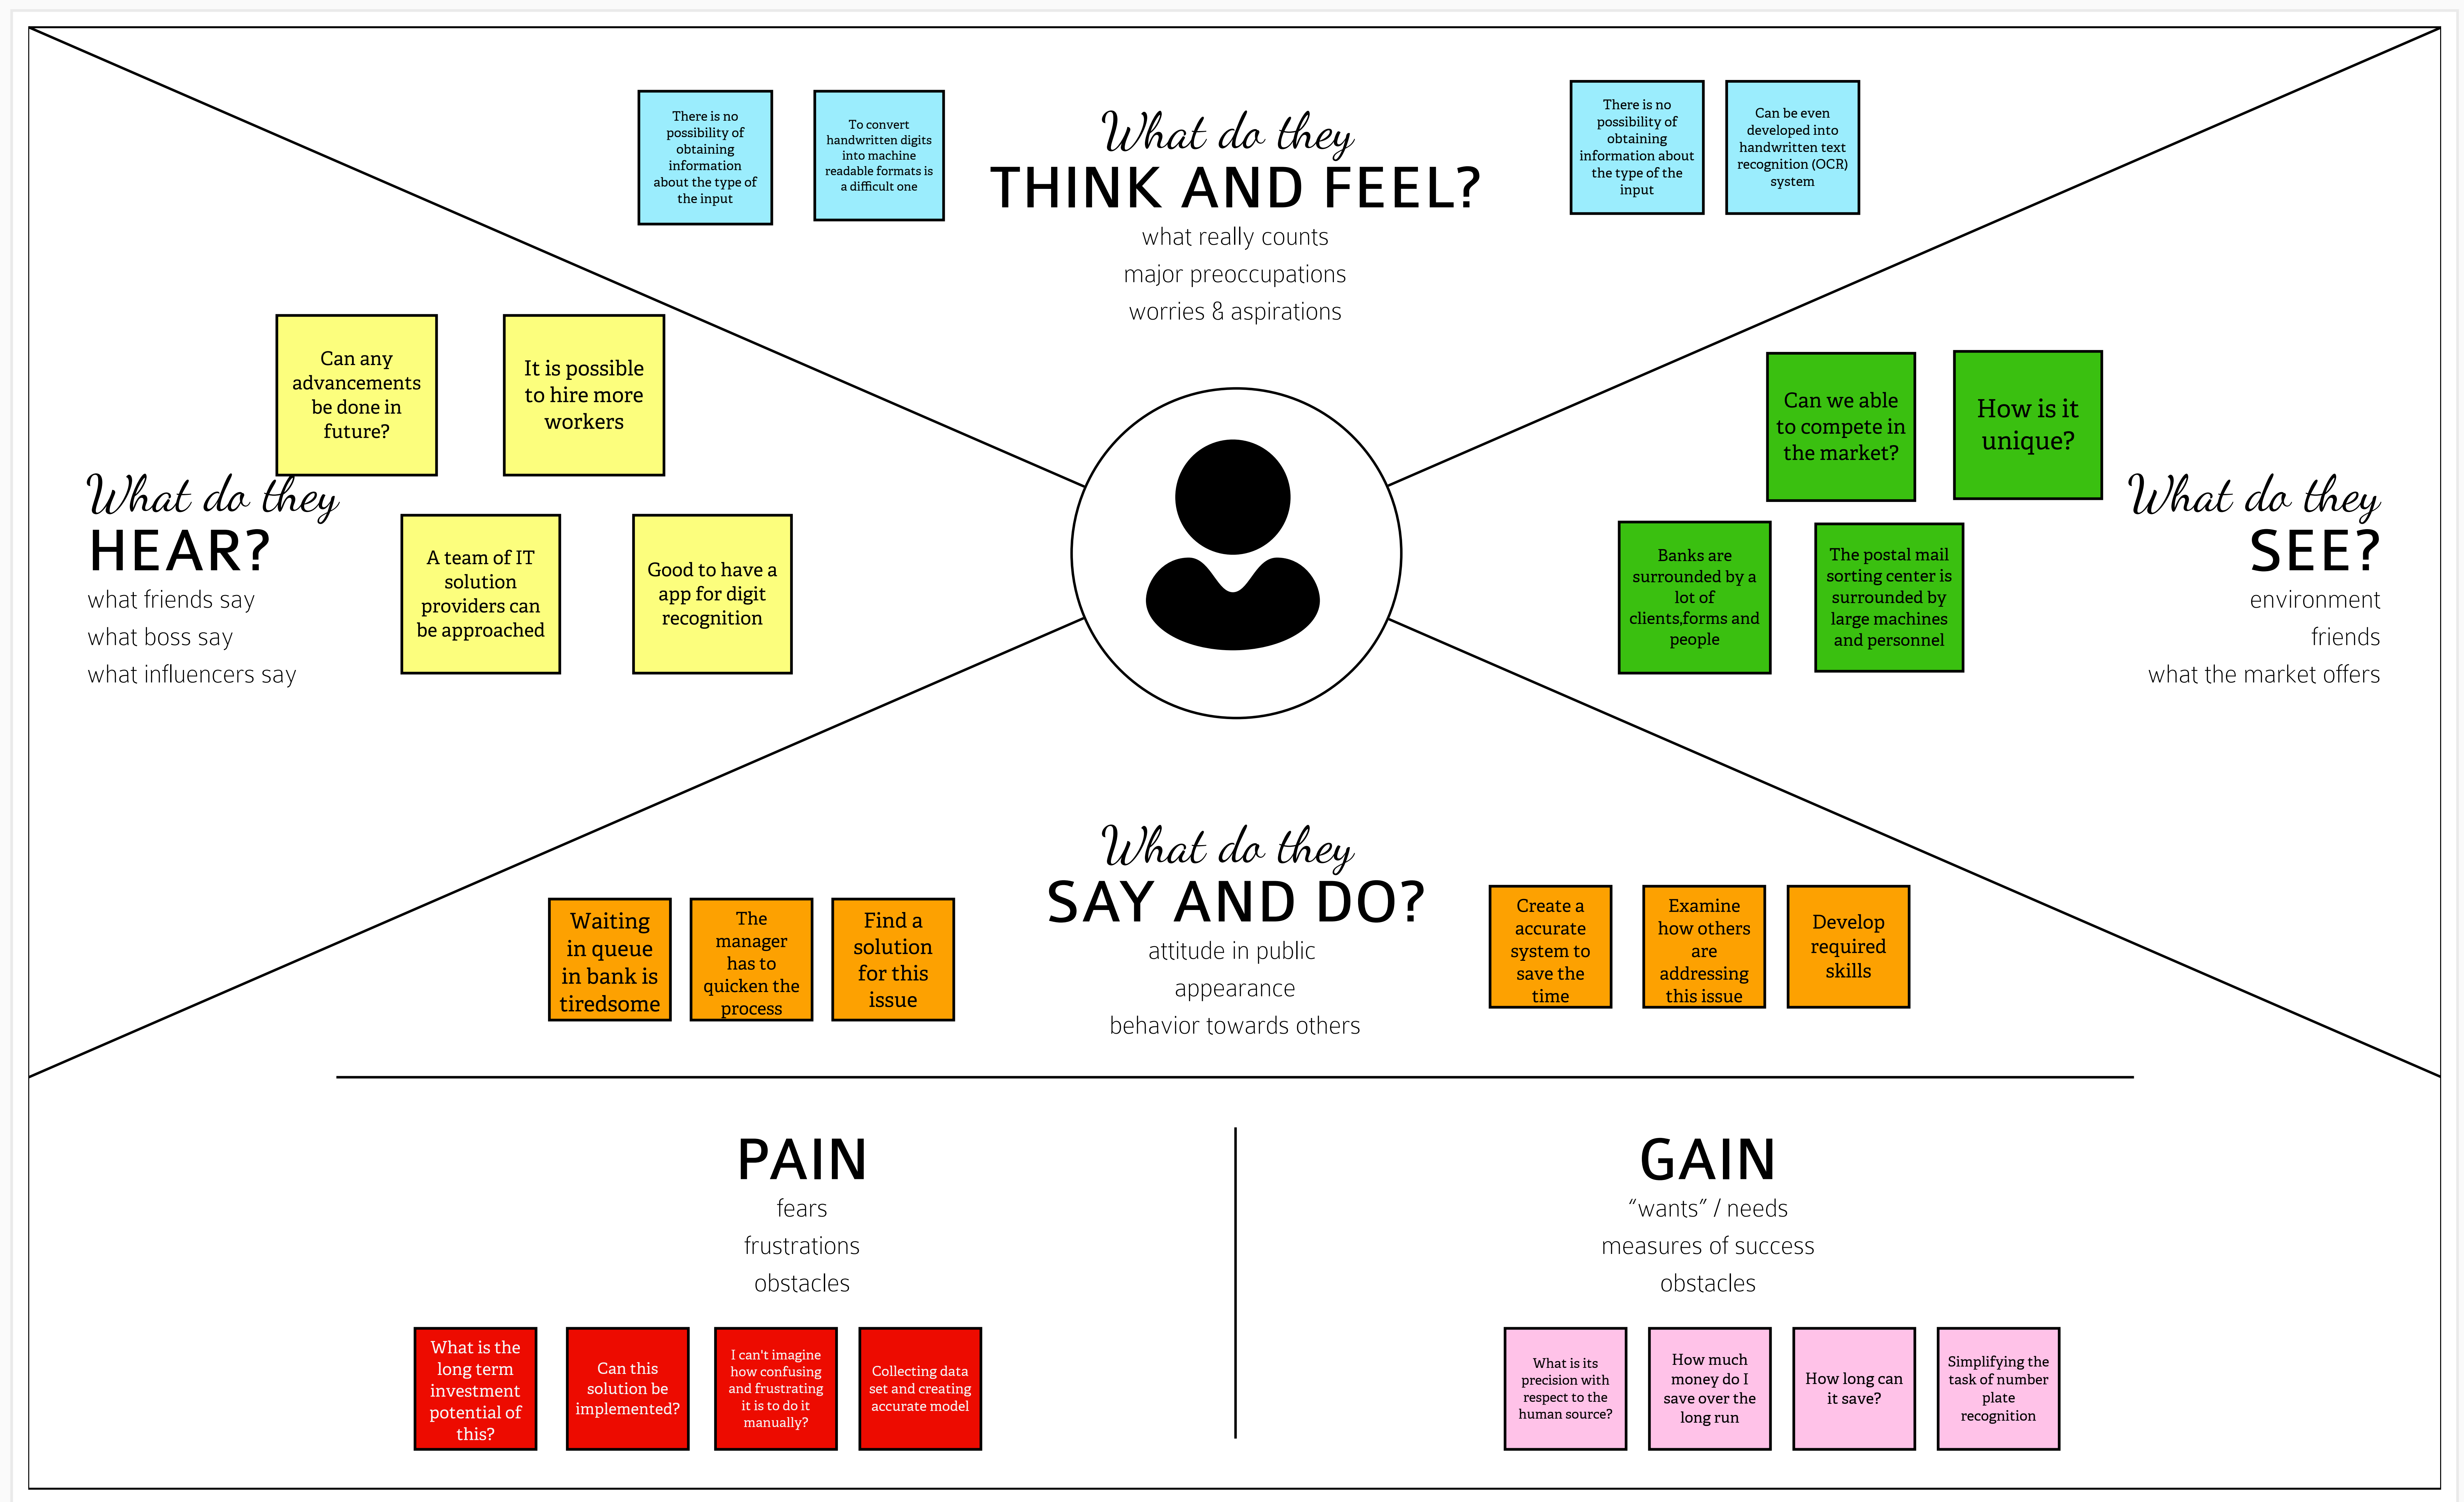 There is no
possibility of
obtaining
information
about the type of
the input
To convert
handwritten digits
into machine
readable formats is
a difficult one
What do they
THINK AND FEEL?
what really counts
major preoccupations
worries & aspirations
There is no
possibility of
obtaining
information about
the type of the
input
Can be even
developed into
handwritten text
recognition (OCR)
system
Can any
advancements
be done in
future?
It is possible
to hire more
workers
What do they
HEAR?
what friends say
what boss say
what influencers say
A team of IT
solution
providers can
be approached
Good to have a
app for digit
recognition
Can we able
to compete in
the market?
How is it
unique?
Banks are
surrounded by a
lot of
clients,forms and
people
The postal mail
sorting center is
surrounded by
large machines
and personnel
What do they
SEE?
environment
friends
what the market offers
Waiting
in queue
in bank is
tiredsome
The
manager
has to
quicken the
process
Find a
solution
for this
issue
What do they
SAY AND DO?
attitude in public
appearance
behavior towards others
Create a
accurate
system to
save the
time
Examine
how others
are
addressing
this issue
Develop
required
skills
PAIN
fears
frustrations
obstacles
What is the
long term
investment
potential of
this?
Can this
solution be
implemented?
I can't imagine
how confusing
and frustrating
it is to do it
manually?
Collecting data
set and creating
accurate model
GAIN
“wants” / needs
measures of success
obstacles
What is its
precision with
respect to the
human source?
How much
money do I
save over the
long run
How long can
it save?
Simplifying the
task of number
plate
recognition